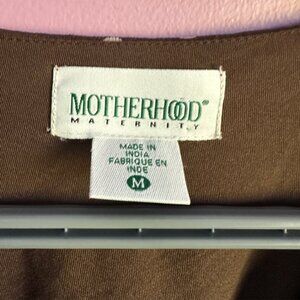 MOTHERHOOD®
MATERNITY
MADE IN
INDIA
FABRIQUE EN
INDE
M